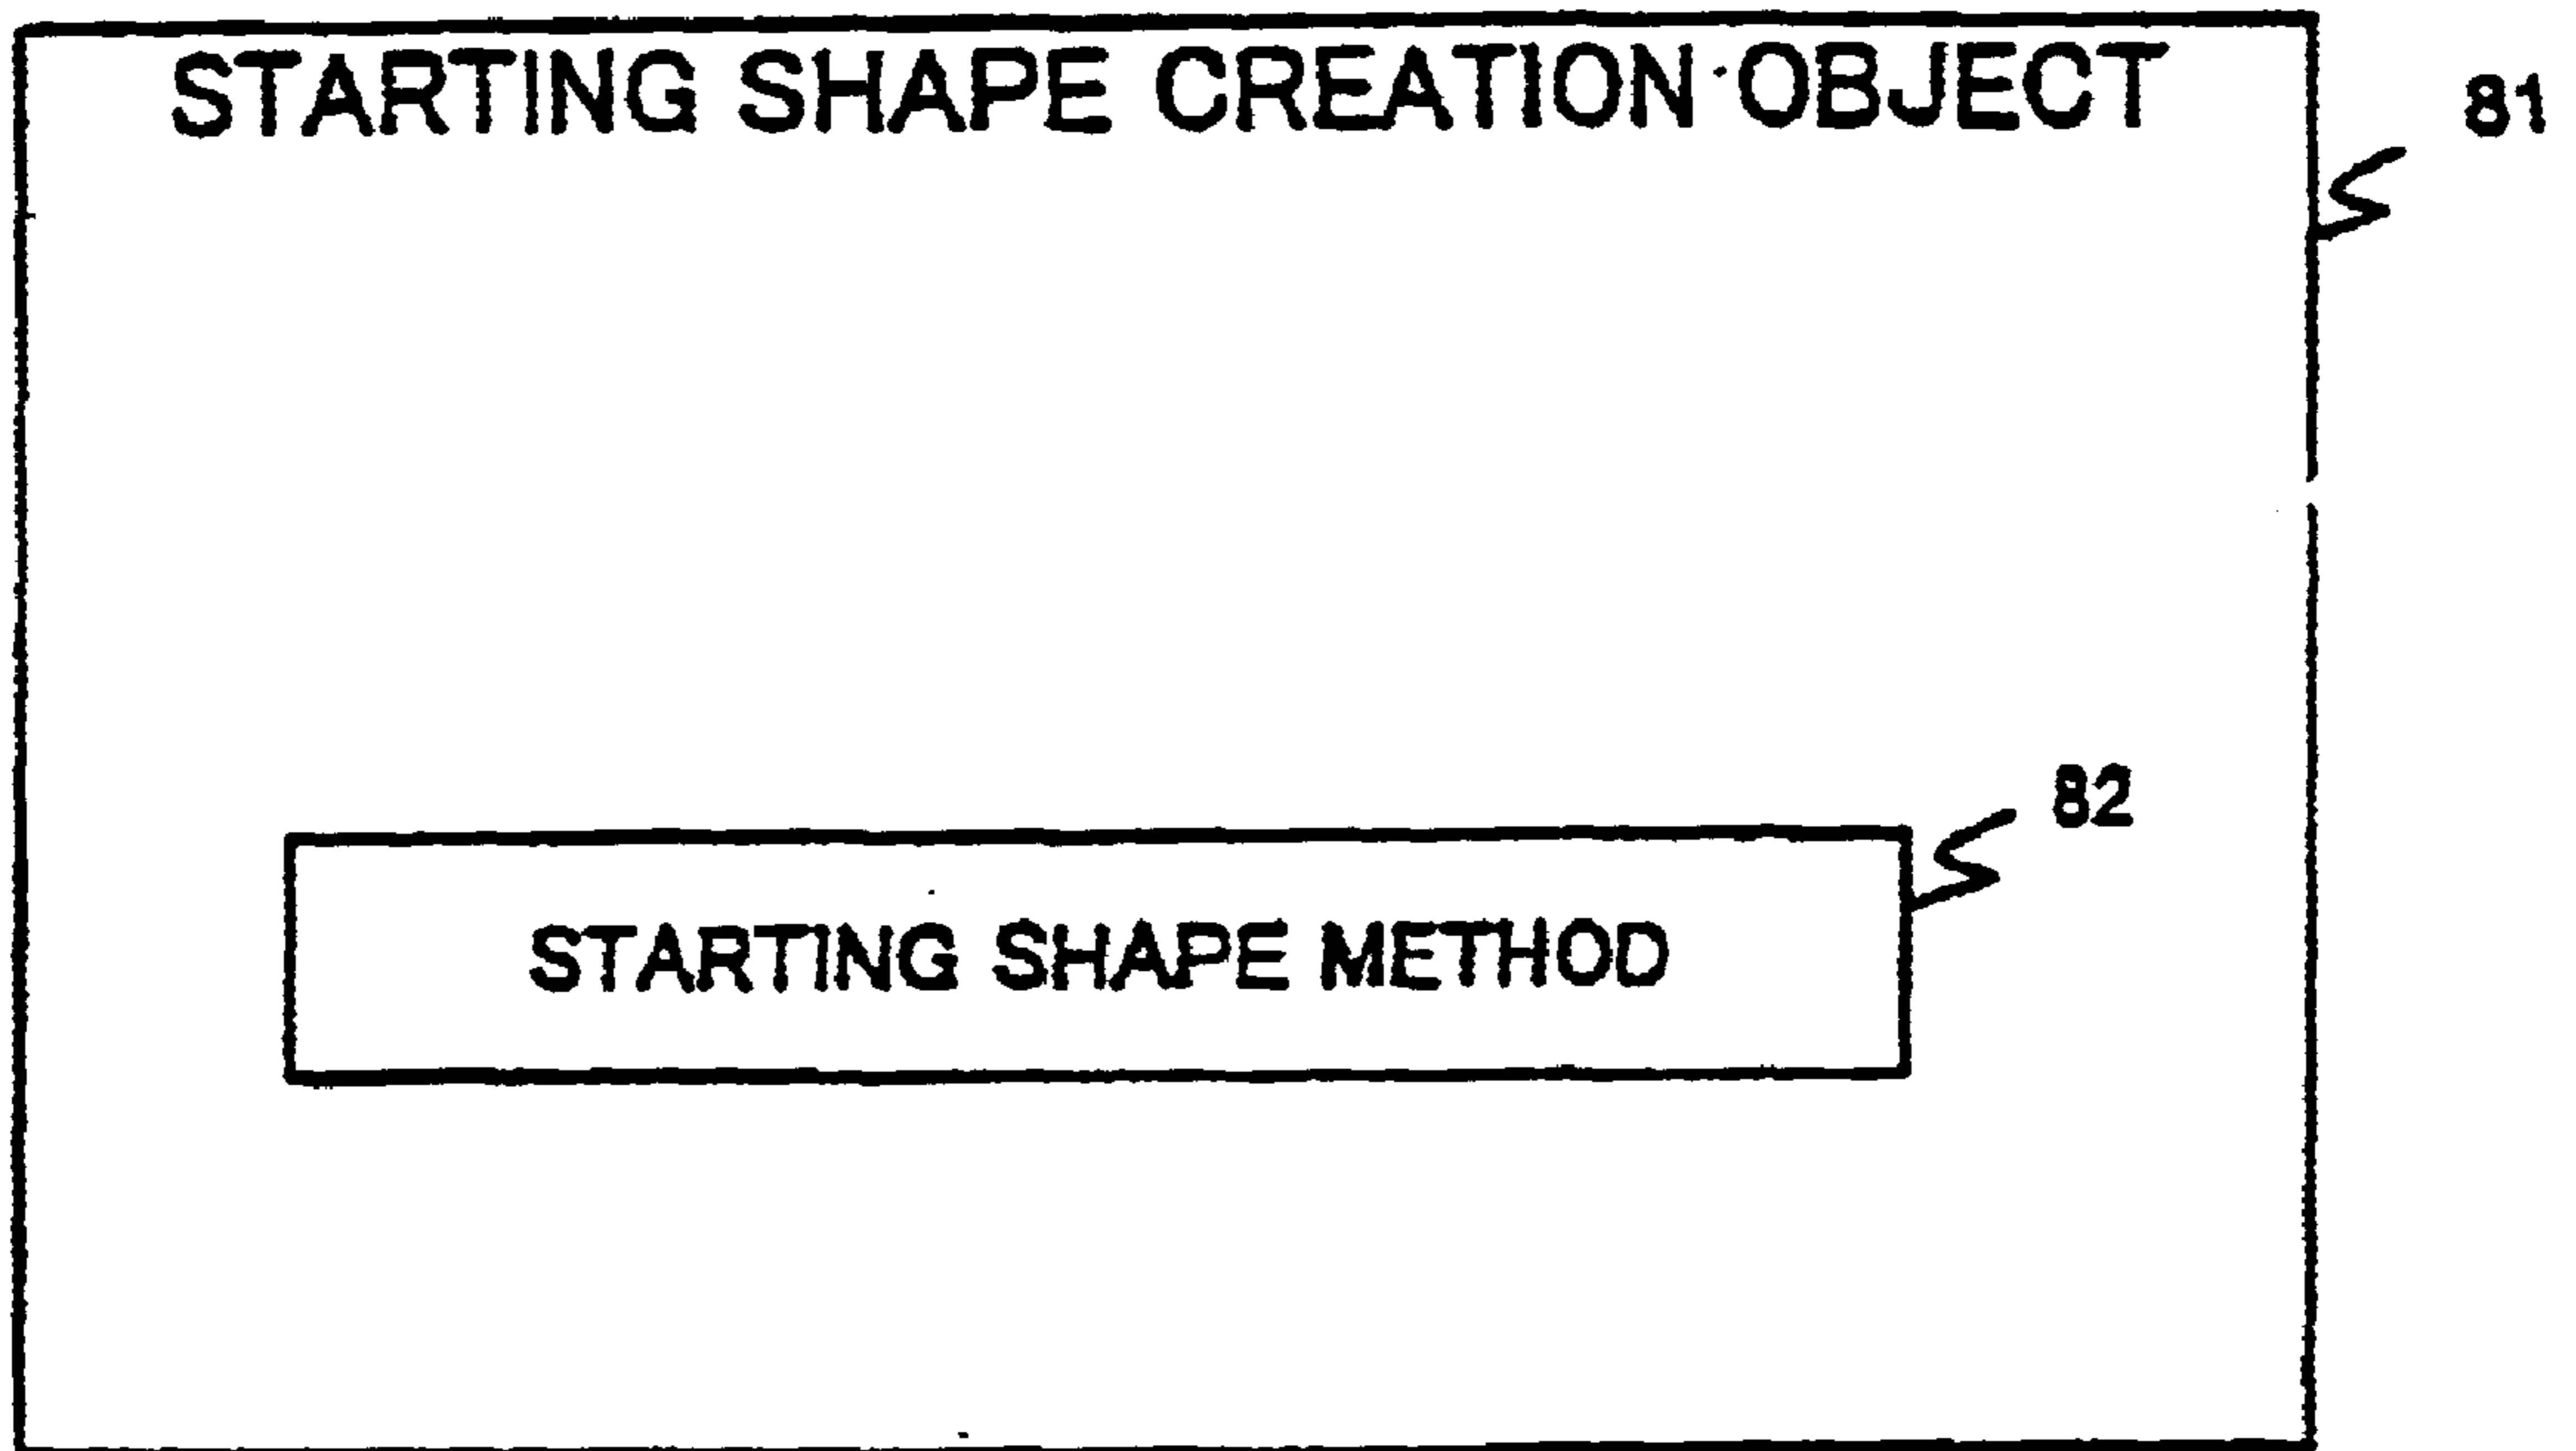 STARTING SHAPE CREATION OBJECT
81
82
STARTING SHAPE METHOD